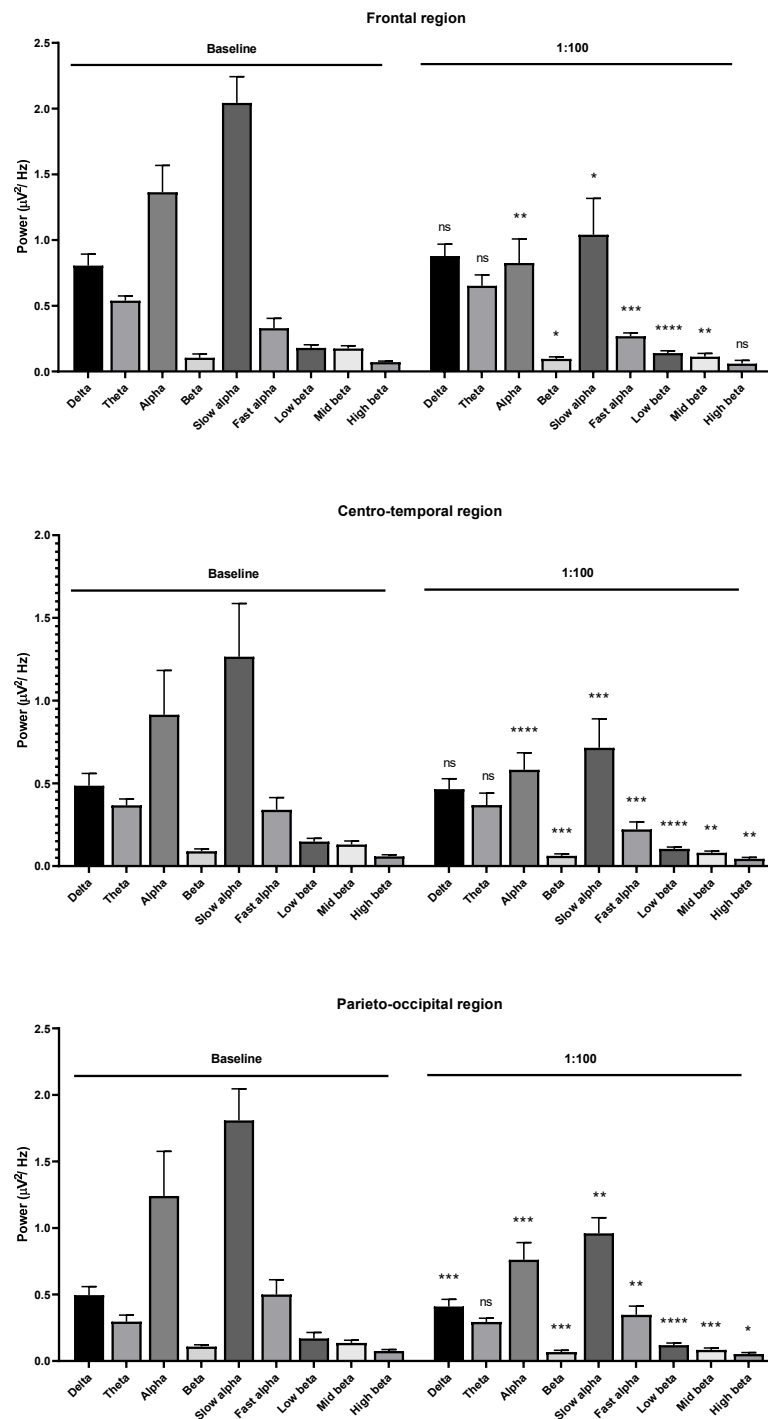 Frontal region
Baseline
1:100
Power (µV²/ Hz)
2.5
2.0
1.5
1.0
0.5
0.0
ns
ns
**
*
*
***
****
**
ns
Delta
Theta
Alpha
Beta
Slow alpha
Fast alpha
Low beta
Mid beta
High beta
Delta
Theta
Alpha
Beta
Slow alpha
Fast alpha
Low beta
Mid beta
High beta
Centro-temporal region
Baseline
1:100
Power (µV²/ Hz)
2.0
1.5
1.0
0.5
0.0
ns
ns
****
***
***
***
****
**
**
Delta
Theta
Alpha
Beta
Slow alpha
Fast alpha
Low beta
Mid beta
High beta
Delta
Theta
Alpha
Beta
Slow alpha
Fast alpha
Low beta
Mid beta
High beta
Parieto-occipital region
Baseline
1:100
Power (µV²/ Hz)
2.5
2.0
1.5
1.0
0.5
0.0
***
ns
***
***
**
**
****
***
*
Delta
Theta
Alpha
Beta
Slow alpha
Fast alpha
Low beta
Mid beta
High beta
Delta
Theta
Alpha
Beta
Slow alpha
Fast alpha
Low beta
Mid beta
High beta